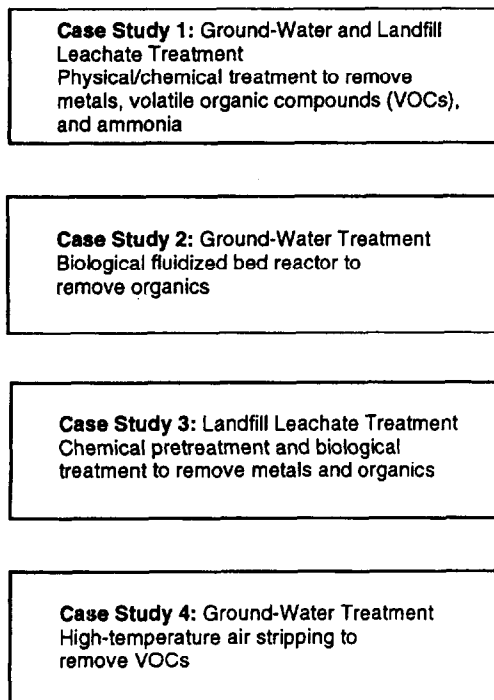 Case Study 1: Ground-Water and Landfill
Leachate Treatment
Physical/chemical treatment to remove
metals, volatile organic compounds (VOCs),
and ammonia
Case Study 2: Ground-Water Treatment
Biological fluidized bed reactor to
remove organics
Case Study 3: Landfill Leachate Treatment
Chemical pretreatment and biological
treatment to remove metals and organics
Case Study 4: Ground-Water Treatment
High-temperature air stripping to
remove VOCs